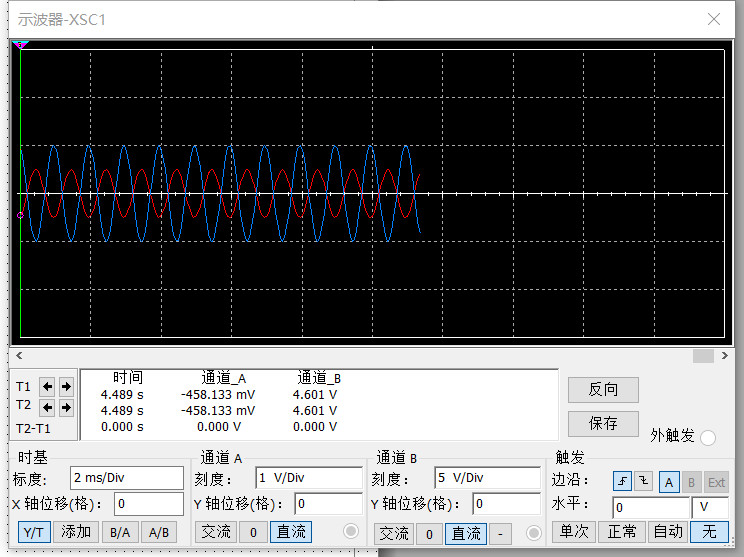 示波器-XSC1
时间 通道_A 通道_B
T1 4.489 s -458.133 mV 4.601 V
T2 4.489 s -458.133 mV 4.601 V
T2-T1 0.000 s 0.000 V 0.000 V
反向
保存
外触发
时基 通道 A 通道 B 触发
标度: 2 ms/Div 刻度: 1 V/Div 刻度: 5 V/Div 边沿: A B Ext
X 轴位移(格): 0 Y 轴位移(格): 0 Y 轴位移(格): 0 水平: 0 V
Y/T 添加 B/A A/B 交流 0 直流 交流 0 直流 - 单次 正常 自动 无